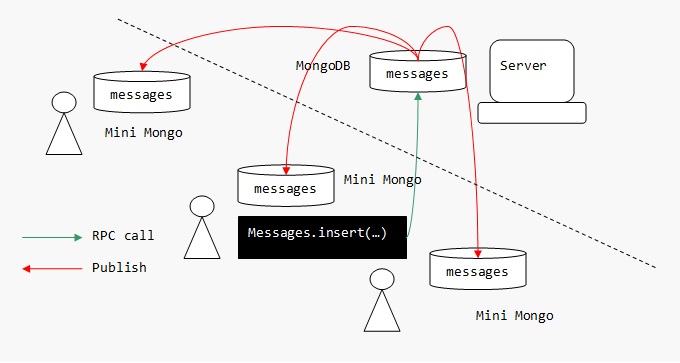 MongoDB
messages
Server
messages
Mini Mongo
messages
Mini Mongo
Messages.insert(…)
RPC call
Publish
messages
Mini Mongo